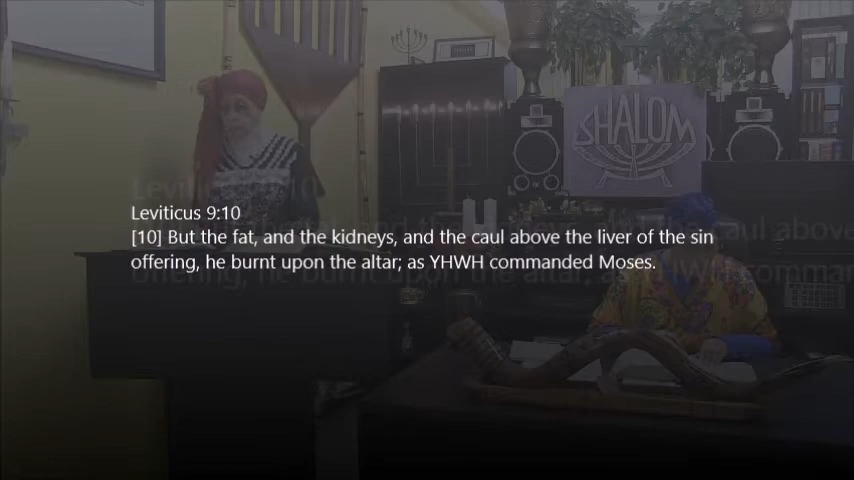 SHALOM
Leviticus 9:10
[10] But the fat, and the kidneys, and the caul above the liver of the sin
offering, he burnt upon the altar; as YHWH commanded Moses.